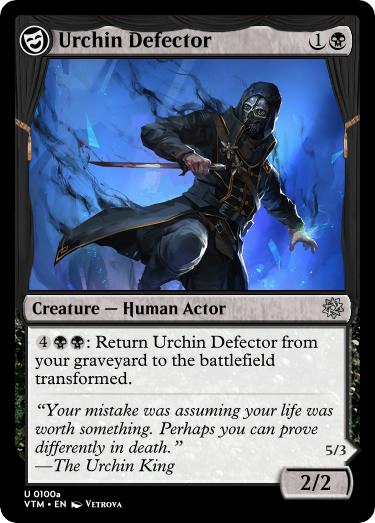 Urchin Defector 1
Creature — Human Actor
4: Return Urchin Defector from
your graveyard to the battlefield
transformed.
“Your mistake was assuming your life was
worth something. Perhaps you can prove
differently in death.”
—The Urchin King
5/3
2/2
U 0100a
VTM • EN Vetrova